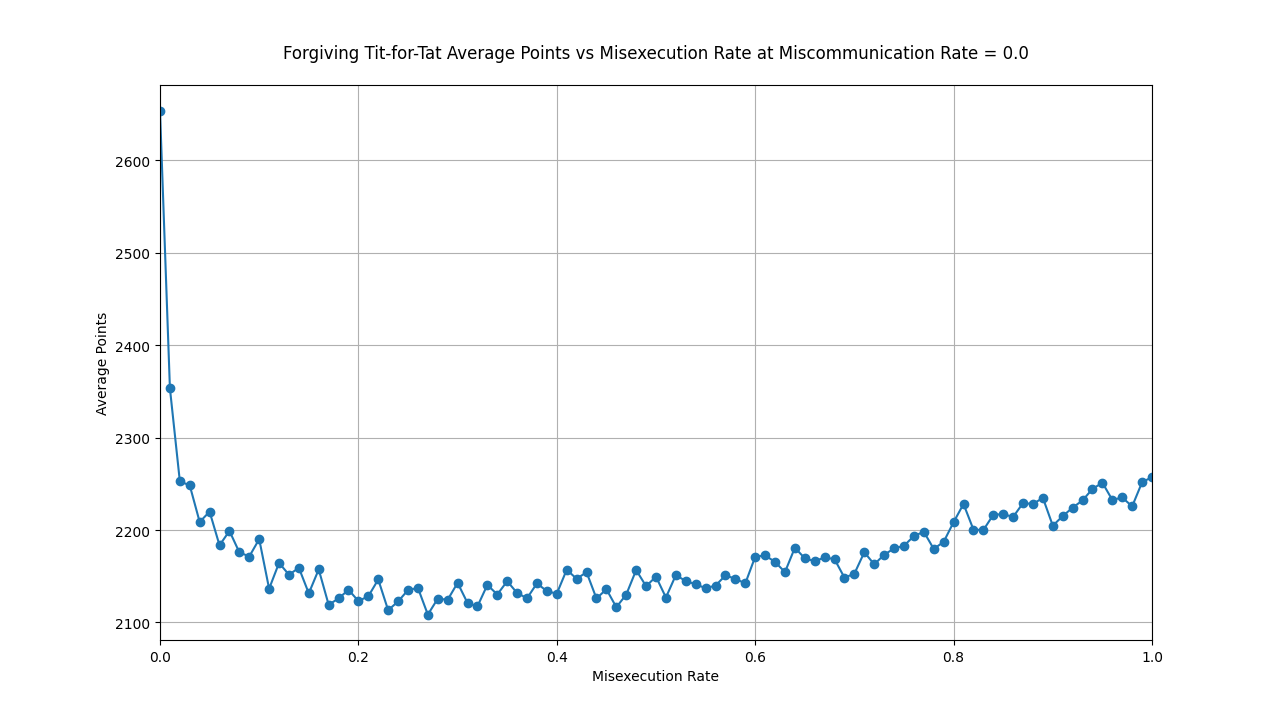 Forgiving Tit-for-Tat Average Points vs Misexecution Rate at Miscommunication Rate = 0.0
Average Points
2600
2500
2400
2300
2200
2100
0.0 0.2 0.4 0.6 0.8 1.0
Misexecution Rate